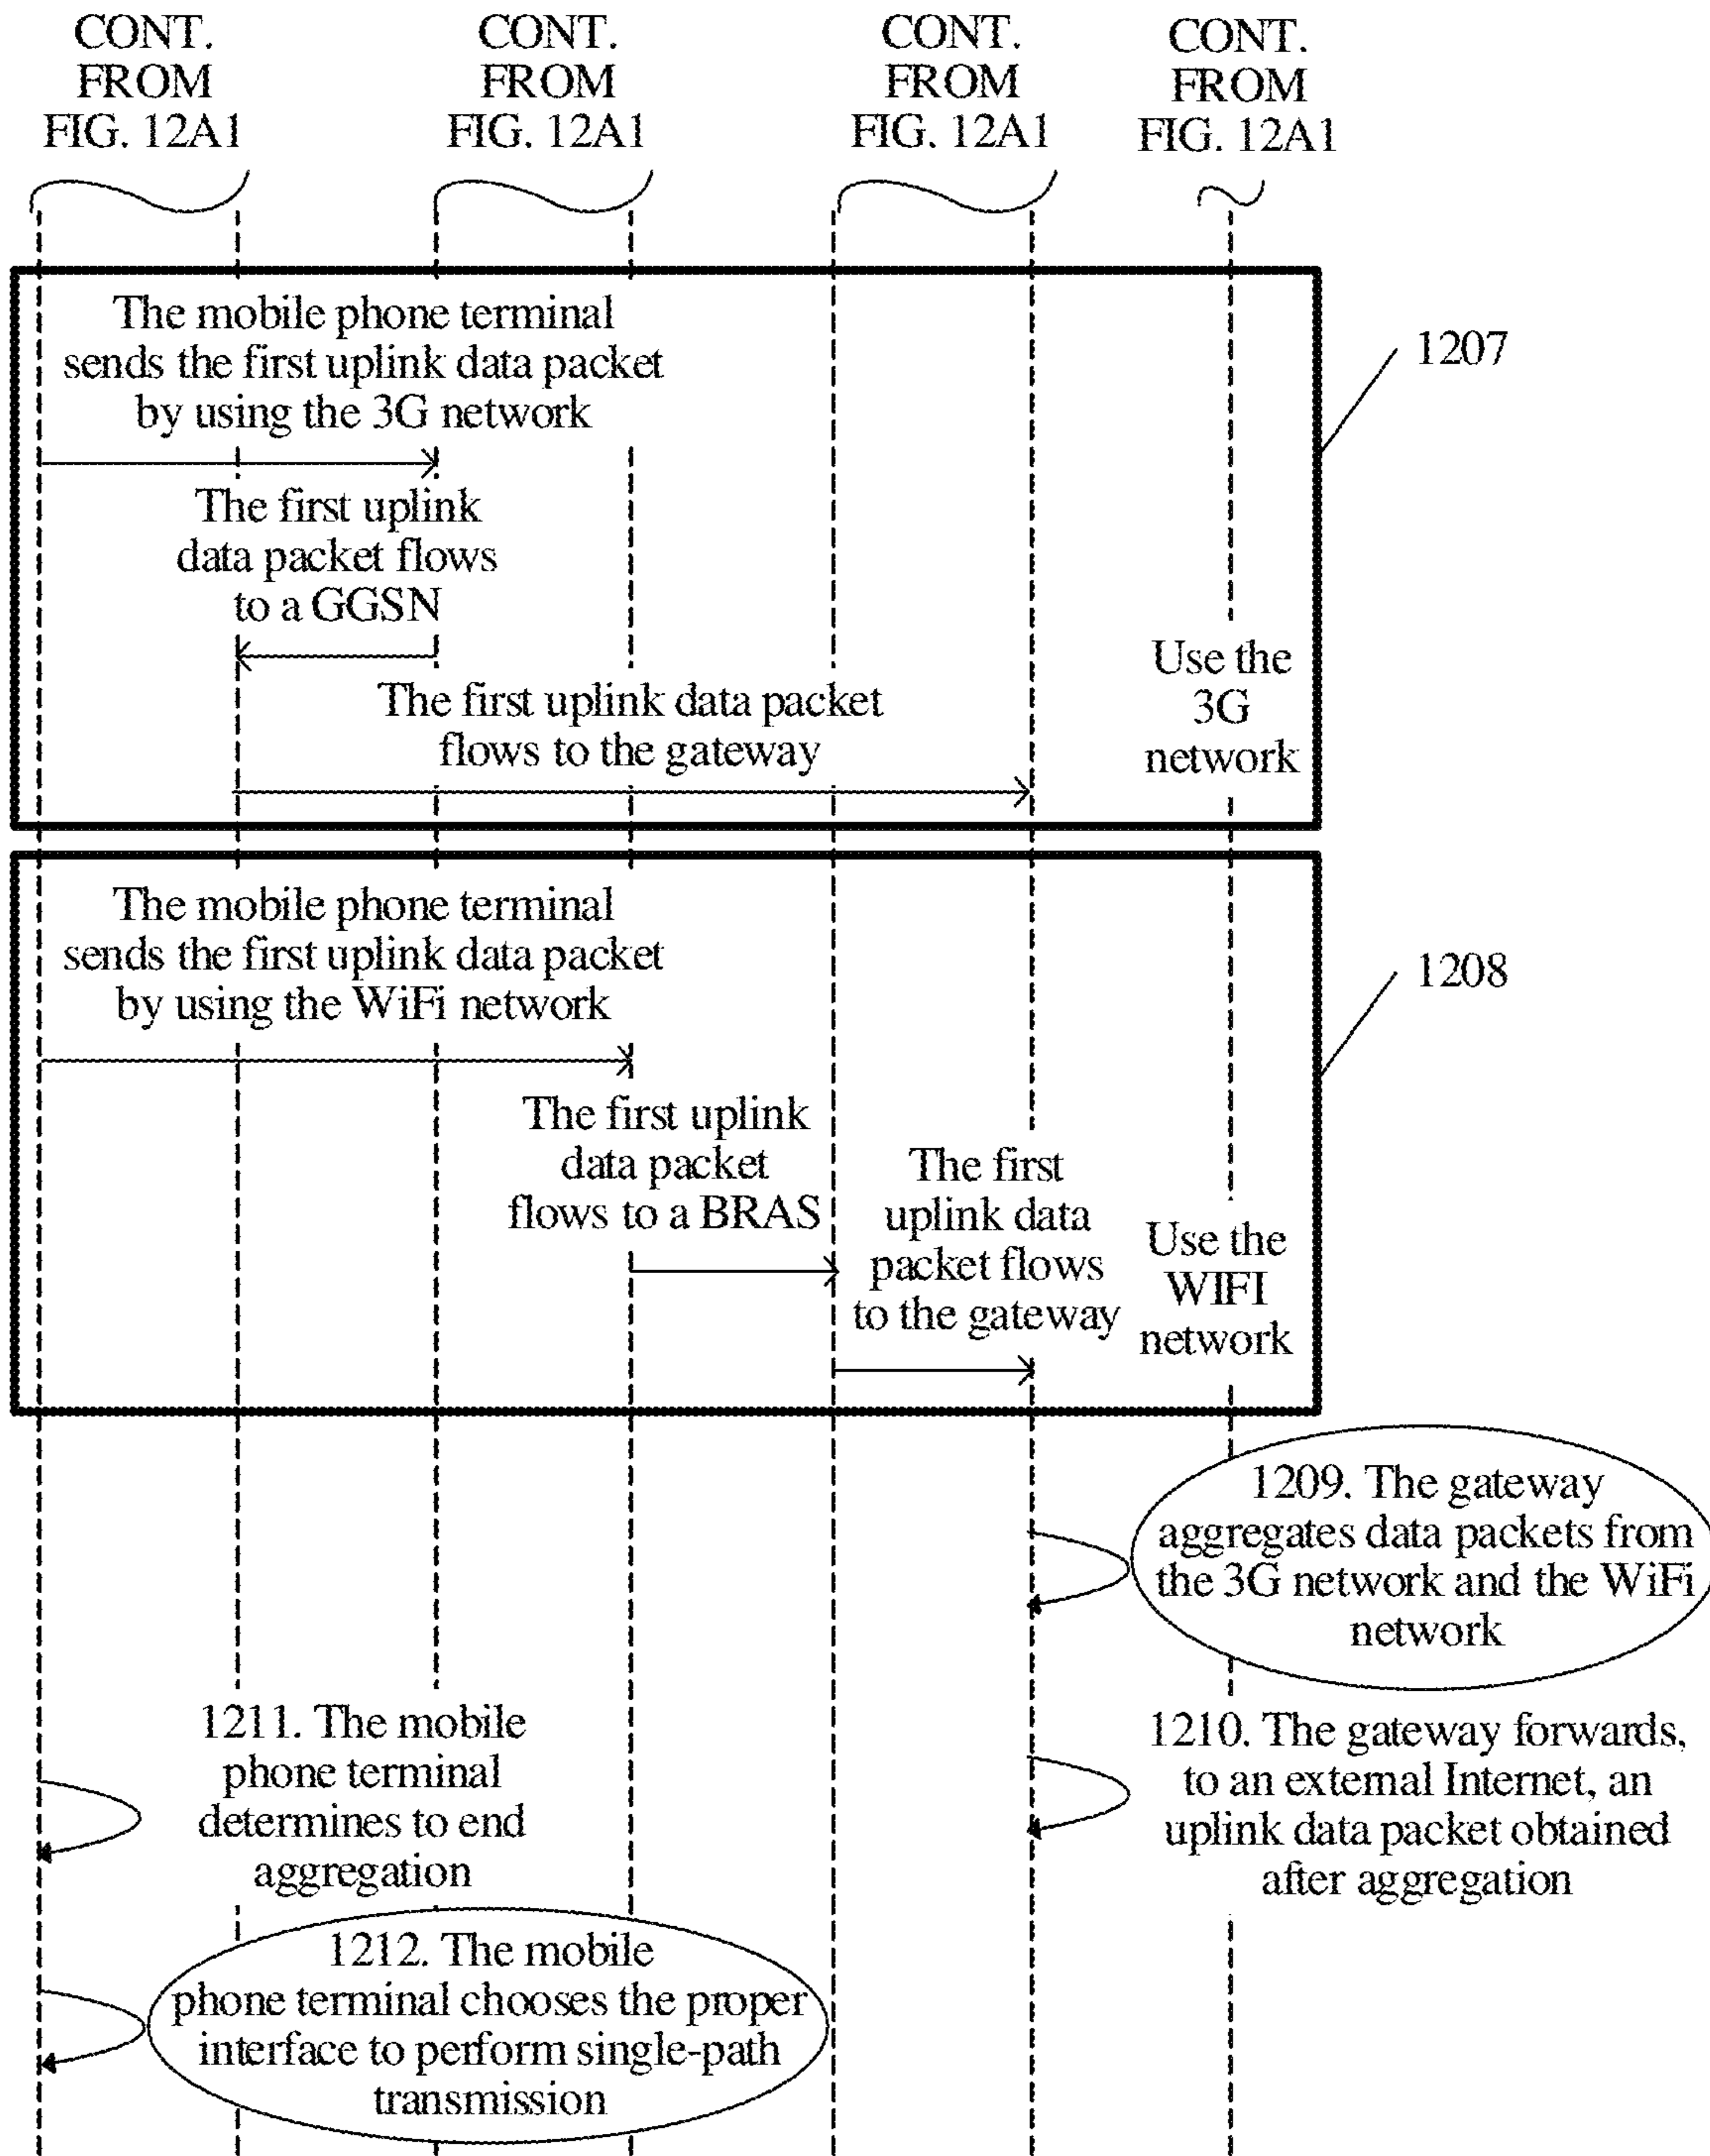 CONT.
FROM
FIG. 12A1
CONT.
FROM
FIG. 12A1
CONT.
FROM
FIG. 12A1
CONT.
FROM
FIG. 12A1
The mobile phone terminal
sends the first uplink data packet
by using the 3G network
1207
The first uplink
data packet flows
to a GGSN
The first uplink data packet
flows to the gateway
Use the
3G
network
The mobile phone terminal
sends the first uplink data packet
by using the WiFi network
1208
The first uplink
data packet
flows to a BRAS
The first
uplink data
packet flows
to the gateway
Use the
WIFI
network
1209. The gateway
aggregates data packets from
the 3G network and the WiFi
network
1211. The mobile
phone terminal
determines to end
aggregation
1210. The gateway forwards,
to an external Internet, an
uplink data packet obtained
after aggregation
1212. The mobile
phone terminal chooses the proper
interface to perform single-path
transmission